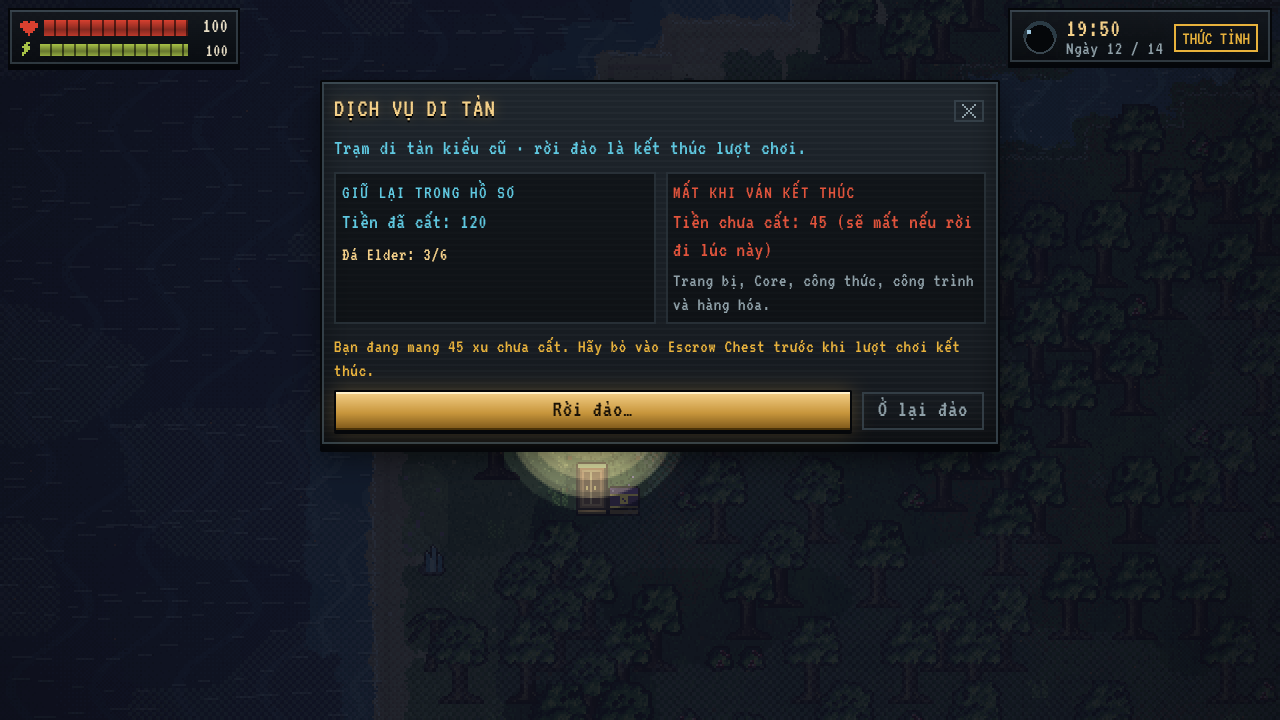 100
100
19:50
Ngày 12 / 14
THỨC TỈNH
DỊCH VỤ DI TẢN
Trạm di tản kiểu cũ · rời đảo là kết thúc lượt chơi.
GIỮ LẠI TRONG HỒ SƠ
Tiền đã cất: 120
Đá Elder: 3/6
MẤT KHI VÁN KẾT THÚC
Tiền chưa cất: 45 (sẽ mất nếu rời
đi lúc này)
Trang bị, Core, công thức, công trình
và hàng hóa.
Bạn đang mang 45 xu chưa cất. Hãy bỏ vào Escrow Chest trước khi lượt chơi kết
thúc.
Rời đảo…
Ở lại đảo